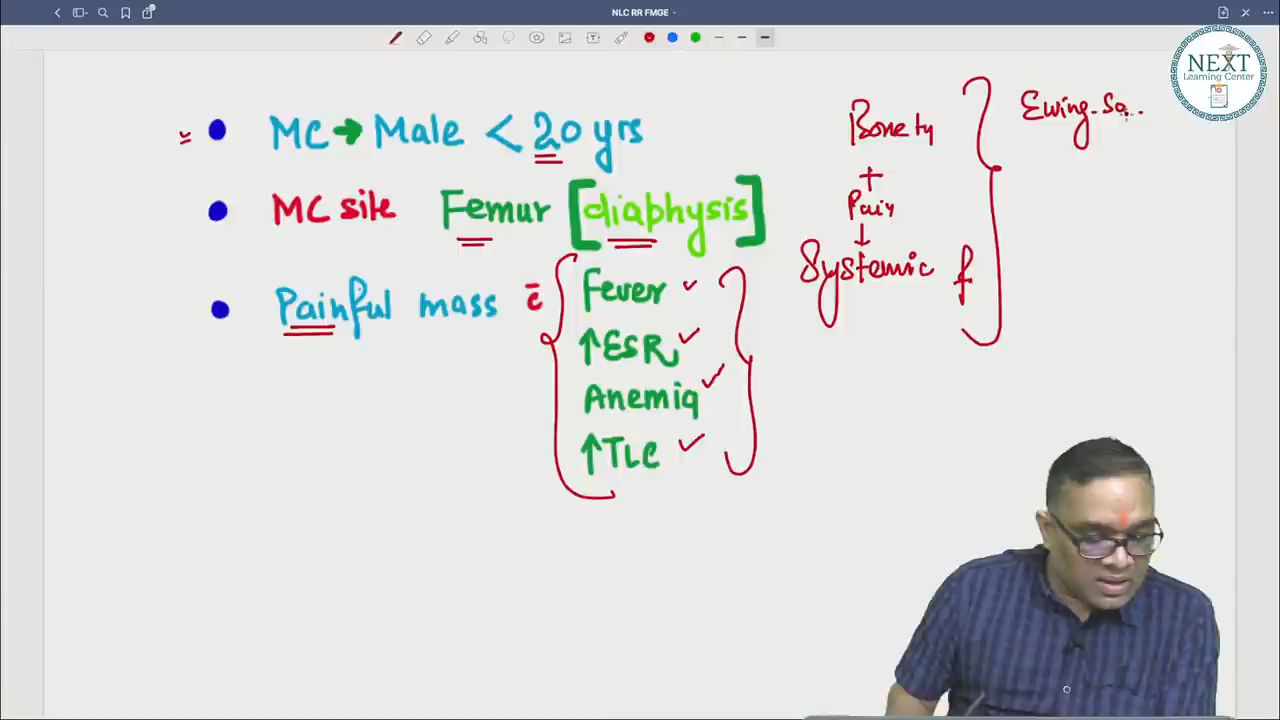 NLC RR FMGE
NEXT
Learning Center
MC → Male < 20 yrs
MC site Femur [diaphysis]
Painful mass c̄
Fever ✓
↑ESR ✓
Anemia ✓
↑TLC ✓
Bone ty
+
Pain
↓
Systemic f
Ewing-Sa..